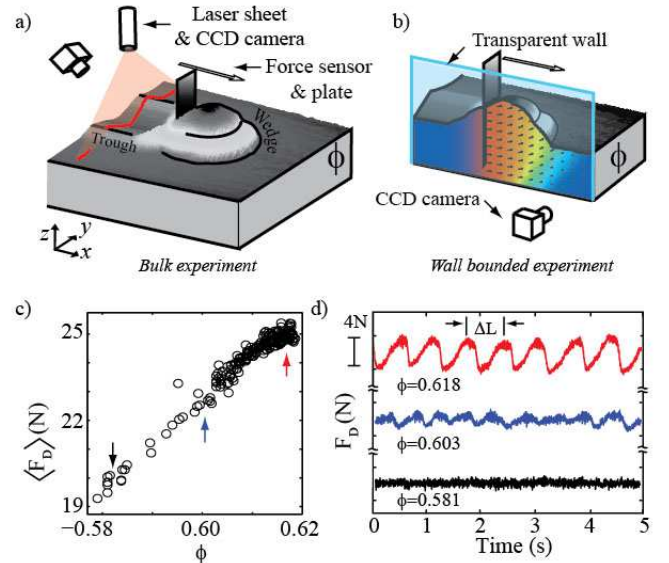 a)
Laser sheet
& CCD camera
Force sensor
& plate
Trough
Wedge
ϕ
z
y
x
Bulk experiment
b)
Transparent wall
ϕ
CCD camera
Wall bounded experiment
c)
25
22
19
⟨F_D⟩(N)
−0.58
0.60
0.62
ϕ
d)
4N
ΔL
ϕ=0.618
F_D(N)
ϕ=0.603
ϕ=0.581
0
1
2
3
4
5
Time (s)